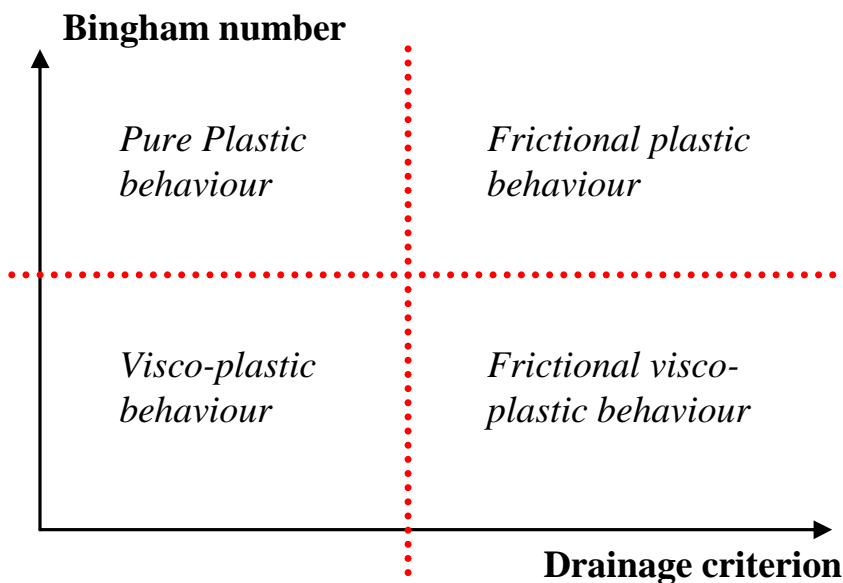 Bingham number
Pure Plastic
behaviour
Frictional plastic
behaviour
Visco-plastic
behaviour
Frictional visco-
plastic behaviour
Drainage criterion